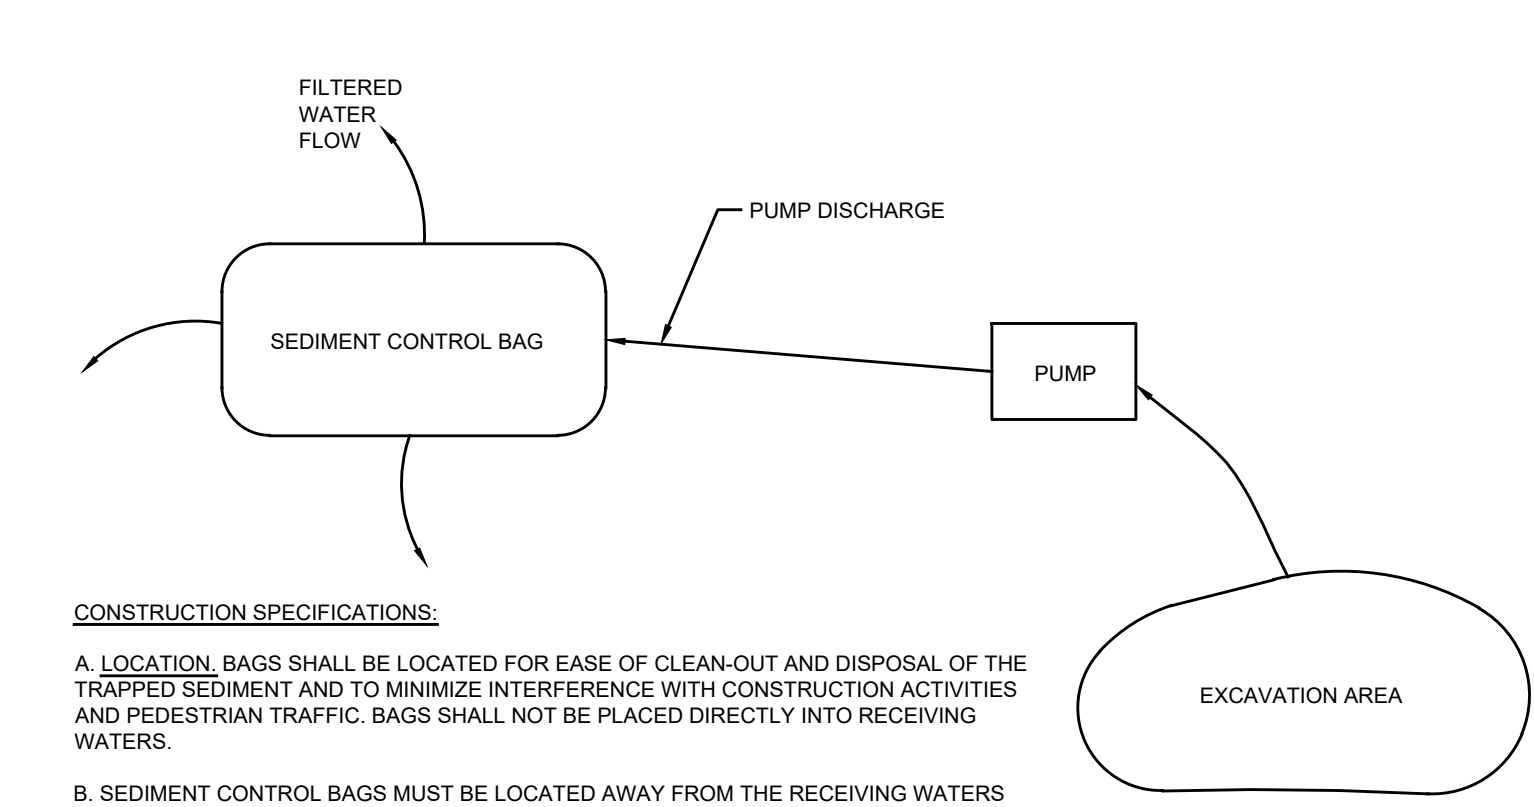 FILTERED
WATER
FLOW
PUMP DISCHARGE
SEDIMENT CONTROL BAG
PUMP
EXCAVATION AREA
CONSTRUCTION SPECIFICATIONS:
A. LOCATION. BAGS SHALL BE LOCATED FOR EASE OF CLEAN-OUT AND DISPOSAL OF THE
TRAPPED SEDIMENT AND TO MINIMIZE INTERFERENCE WITH CONSTRUCTION ACTIVITIES
AND PEDESTRIAN TRAFFIC. BAGS SHALL NOT BE PLACED DIRECTLY INTO RECEIVING
WATERS.
B. SEDIMENT CONTROL BAGS MUST BE LOCATED AWAY FROM THE RECEIVING WATERS